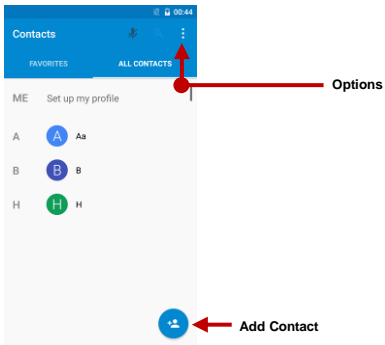 00:44
Contacts
FAVORITES ALL CONTACTS
Options
ME Set up my profile
A A Aa
B B B
H H H
Add Contact